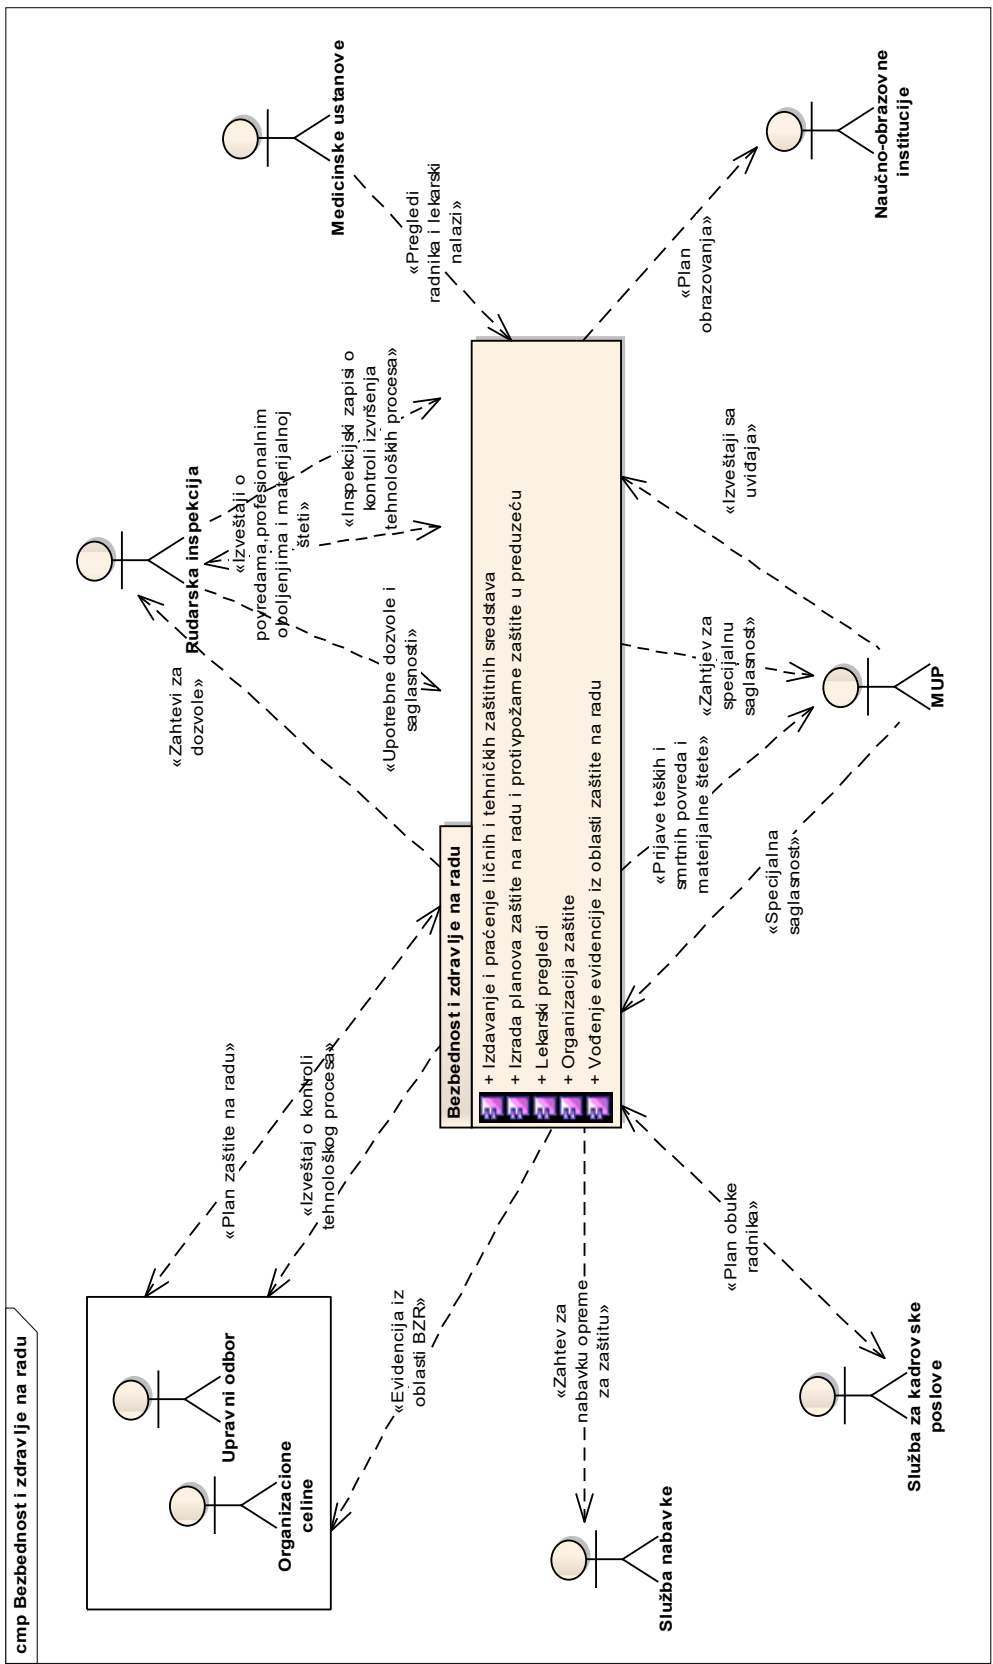 cmp Bezbednost i zdravlje na radu
Upravni odbor
Organizacione
celine
«Plan zaštite na radu»
«Izveštaj o kontroli
tehnološkog procesa»
«Zahtevi za
dozvole»
Rudarska inspekcija
«Izveštaji o
povredama,profesionalnim
oboljenjima i materijalnoj
šteti»
«Inspekcijski zapisi o
kontroli izvršenja
tehnoloških procesa»
«Upotrebne dozvole i
saglasnosti»
Medicinske ustanove
«Pregledi
radnika i lekarski
nalazi»
«Evidencija iz
oblasti BZR»
Bezbednost i zdravlje na radu
+ Izdavanje i praćenje ličnih i tehničkih zaštitnih sredstava
+ Izrada planova zaštite na radu i protivpožarne zaštite u preduzeću
+ Lekarski pregledi
+ Organizacija zaštite
+ Vođenje evidencije iz oblasti zaštite na radu
«Zahtev za
nabavku opreme
za zaštitu»
Služba nabavke
«Plan obuke
radnika»
Služba za kadrovske
poslove
«Prijave teških i
smrtnih povreda i
materijalne štete»
«Specijalna
saglasnost»
«Zahtjev za
specijalnu
saglasnost»
«Izveštaji sa
uviđaja»
MUP
«Plan
obrazovanja»
Naučno-obrazovne
institucije